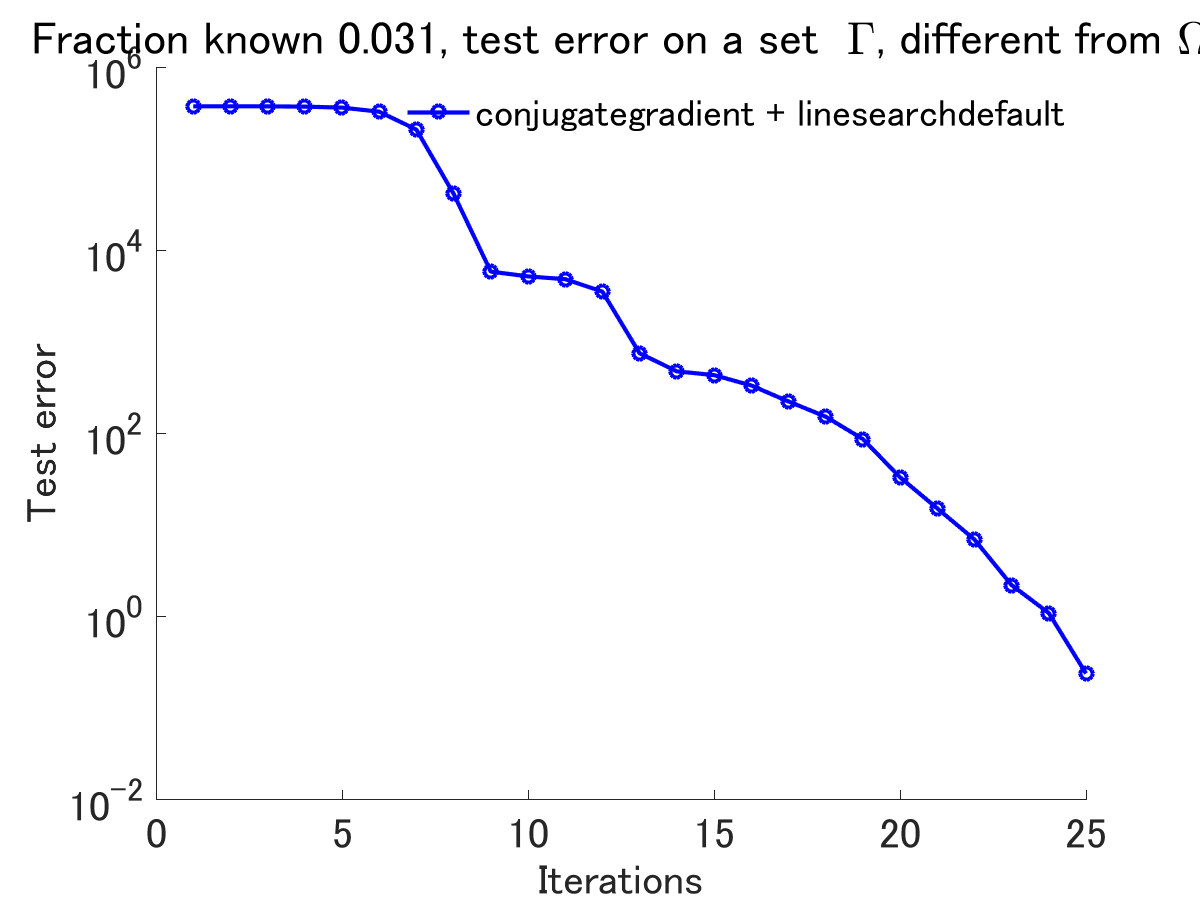 Fraction known 0.031, test error on a set Γ, different from Ω
10^6
conjugategradient + linesearchdefault
10^4
10^2
10^0
10^-2
Test error
0 5 10 15 20 25
Iterations